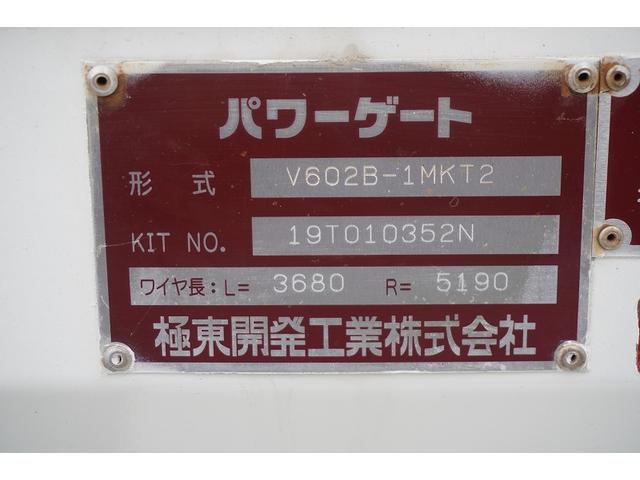 パワーゲート
形式 V602B-1MKT2
KIT NO. 19T010352N
ワイヤ長:L= 3680 R= 5190
極東開発工業株式会社